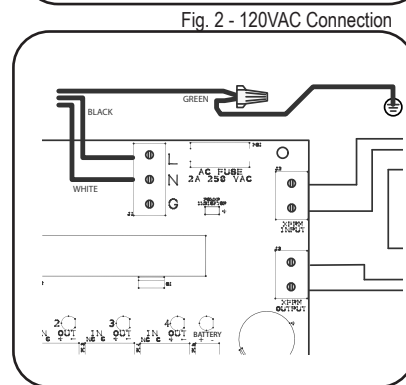 Fig. 2 - 120VAC Connection
GREEN
BLACK
WHITE
L
N
G
AC FUSE
2A 250 VAC
XFRM
INPUT
XFRM
OUTPUT
2 3 4
OUT IN OUT IN OUT BATTERY